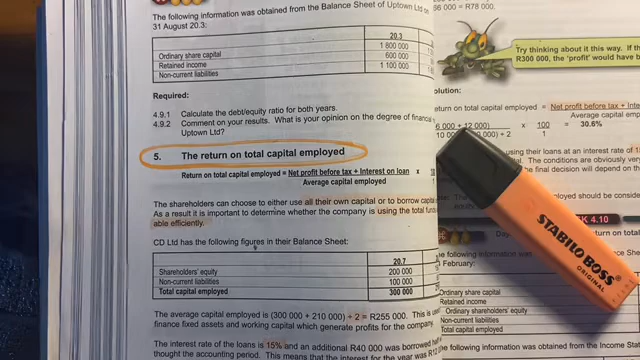 The following information was obtained from the Balance Sheet of Uptown Ltd on
31 August 20.3:
20.3
Ordinary share capital 1 800 000
Retained income 600 000
Non-current liabilities 1 100 000
Required:
4.9.1 Calculate the debt/equity ratio for both years.
4.9.2 Comment on your results. What is your opinion on the degree of financial
Uptown Ltd?
5. The return on total capital employed
Return on total capital employed = Net profit before tax + Interest on loan x
Average capital employed
The shareholders can choose to either use all their own capital or to borrow
As a result it is important to determine whether the company is using the total
able efficiently.
CD Ltd has the following figures in their Balance Sheet:
20.7
Shareholders' equity 200 000
Non-current liabilities 100 000
Total capital employed 300 000
The average capital employed is (300 000 + 210 000) ÷ 2 = R255 000. This is
finance fixed assets and working capital which generate profits for the company.
The interest rate of the loans is 15% and an additional R40 000 was borrowed
thought the accounting period. This means that the interest for the year was
56 000 = R78 000.
Try thinking about it this way. If
R300 000, the 'profit' would have
return on total capital employed = Net profit before tax +
Average capital
6 000 + 12 000) x 100 = 30.6%
÷ 2 1
using their loans at an interest rate of
The conditions are obviously
final decision will depend on
employed should be
4.10
return on total
following information was
February:
Ordinary share capital
Retained income
Ordinary shareholders' equity
Non-current liabilities
Total capital employed
following information was obtained from the Income
STABILO BOSS
ORIGINAL